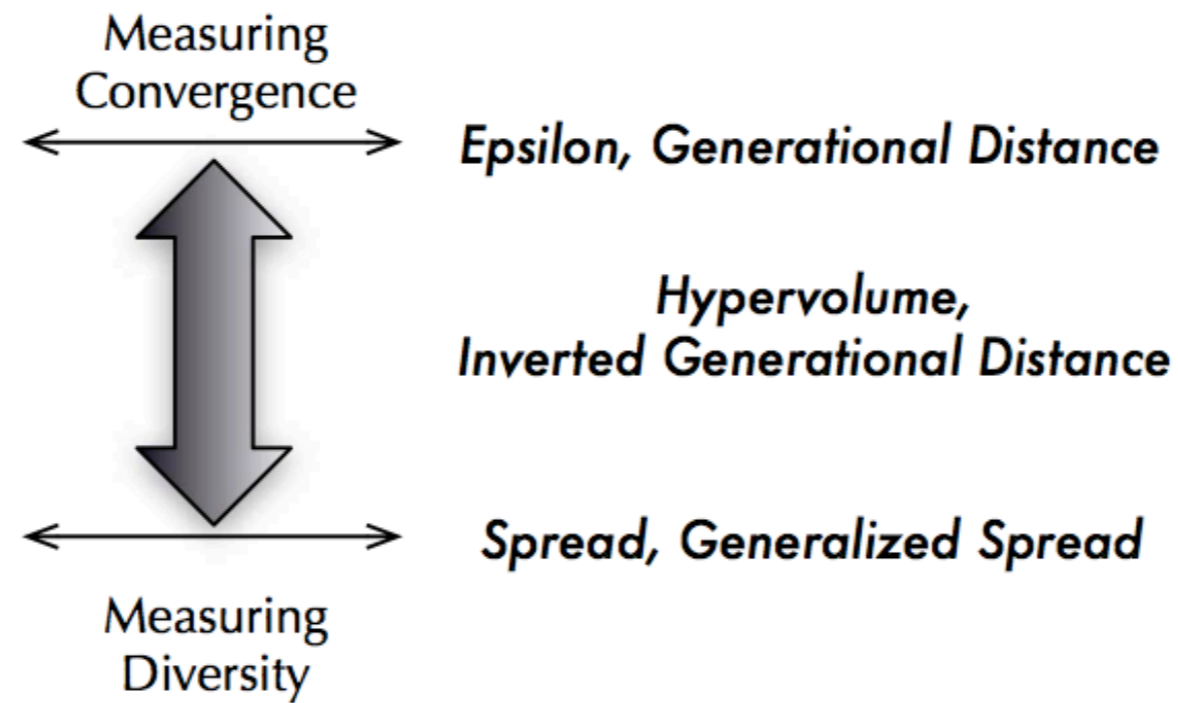 Measuring
Convergence
Epsilon, Generational Distance
Hypervolume,
Inverted Generational Distance
Spread, Generalized Spread
Measuring
Diversity